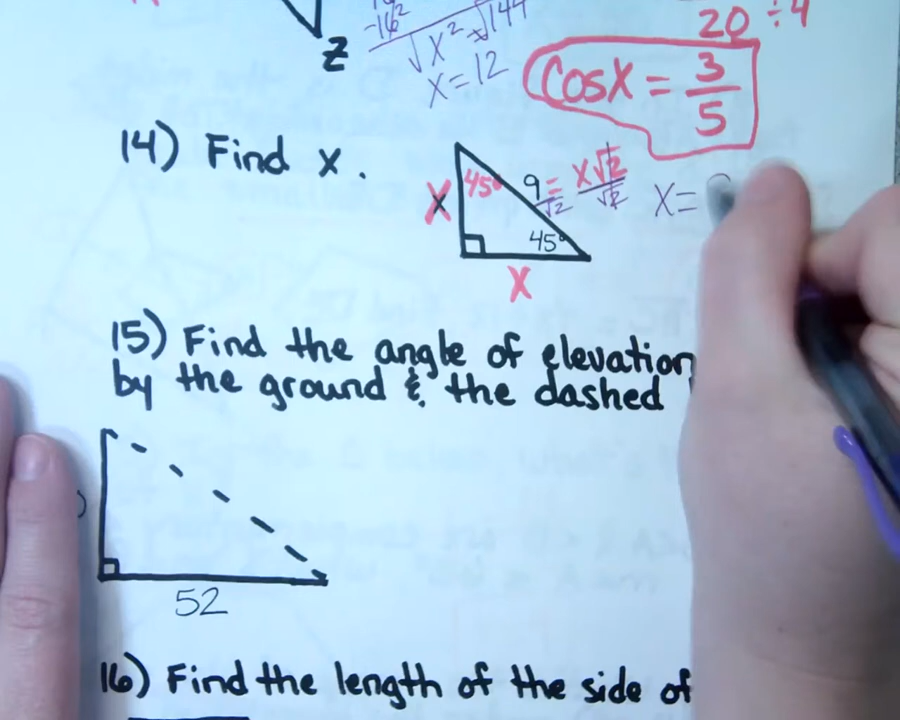 -16²
√x² = √144
x = 12
20 ÷4
Z
COSX = 3/5
14) Find x.
X
45°
9 = x√2
√2 √2
x =
45°
X
15) Find the angle of elevation
by the ground & the dashed
52
16) Find the length of the side of